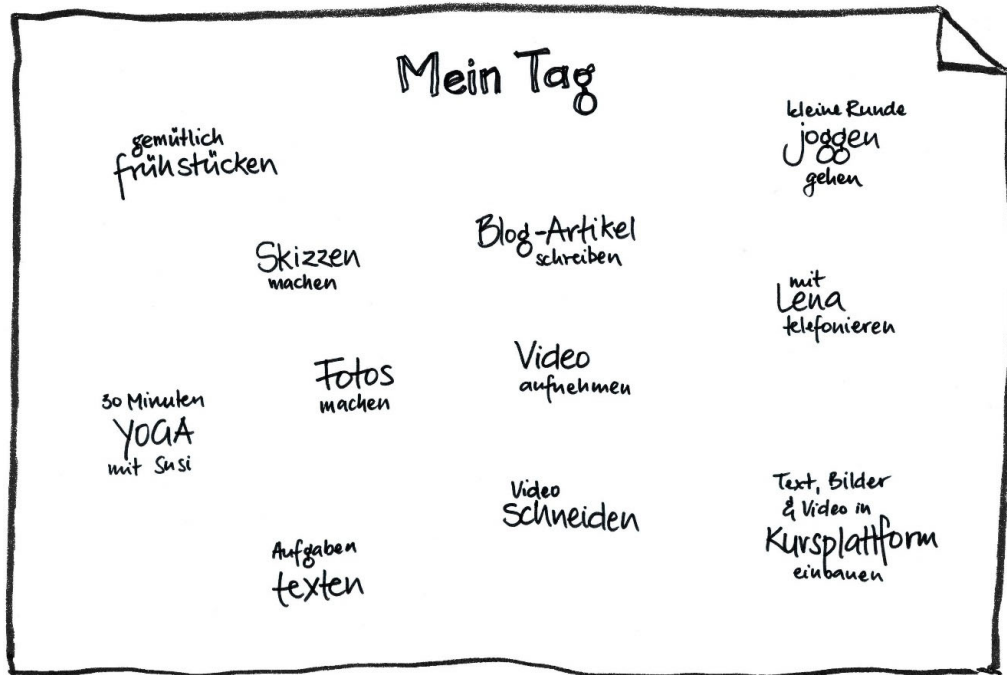 Mein Tag
gemütlich
frühstücken
kleine Runde
joggen
gehen
Skizzen
machen
Blog-Artikel
schreiben
mit
Lena
telefonieren
Fotos
machen
Video
aufnehmen
30 Minuten
YOGA
mit Susi
Video
schneiden
Text, Bilder
& Video in
Kursplattform
einbauen
Aufgaben
texten